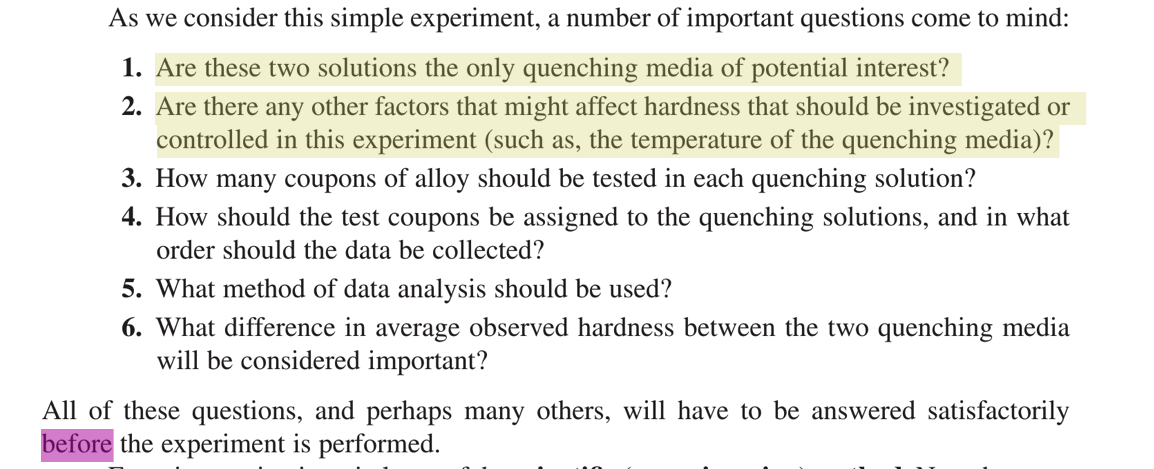 As we consider this simple experiment, a number of important questions come to mind:
1. Are these two solutions the only quenching media of potential interest?
2. Are there any other factors that might affect hardness that should be investigated or
controlled in this experiment (such as, the temperature of the quenching media)?
3. How many coupons of alloy should be tested in each quenching solution?
4. How should the test coupons be assigned to the quenching solutions, and in what
order should the data be collected?
5. What method of data analysis should be used?
6. What difference in average observed hardness between the two quenching media
will be considered important?
All of these questions, and perhaps many others, will have to be answered satisfactorily
before the experiment is performed.